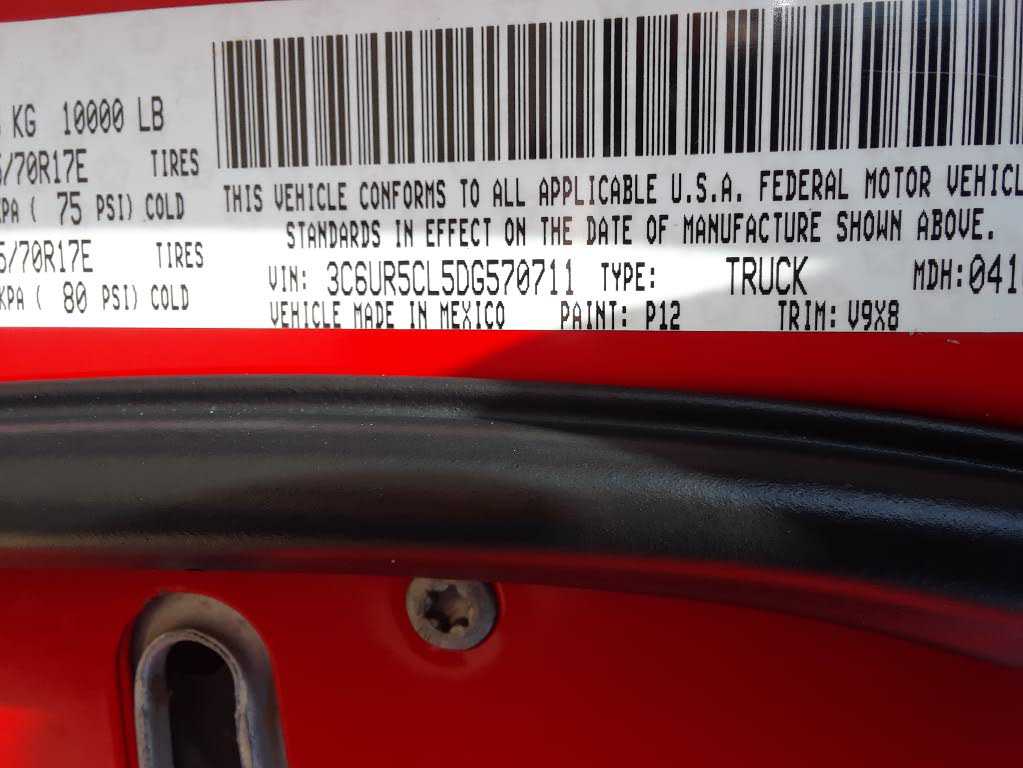 KG 10000 LB
/70R17E TIRES
KPA ( 75 PSI) COLD
5/70R17E TIRES
KPA ( 80 PSI) COLD
THIS VEHICLE CONFORMS TO ALL APPLICABLE U.S.A. FEDERAL MOTOR VEHICL
STANDARDS IN EFFECT ON THE DATE OF MANUFACTURE SHOWN ABOVE.
VIN: 3C6UR5CL5DG570711 TYPE: TRUCK MDH:041
VEHICLE MADE IN MEXICO PAINT: P12 TRIM: V9X8